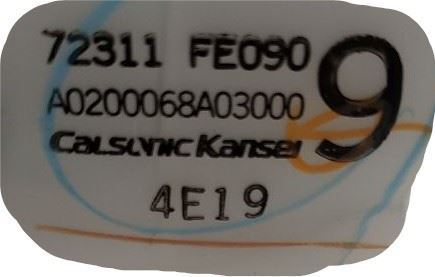 72311 FE090
9
A0200068A03000
CalsonicKansei
4E19